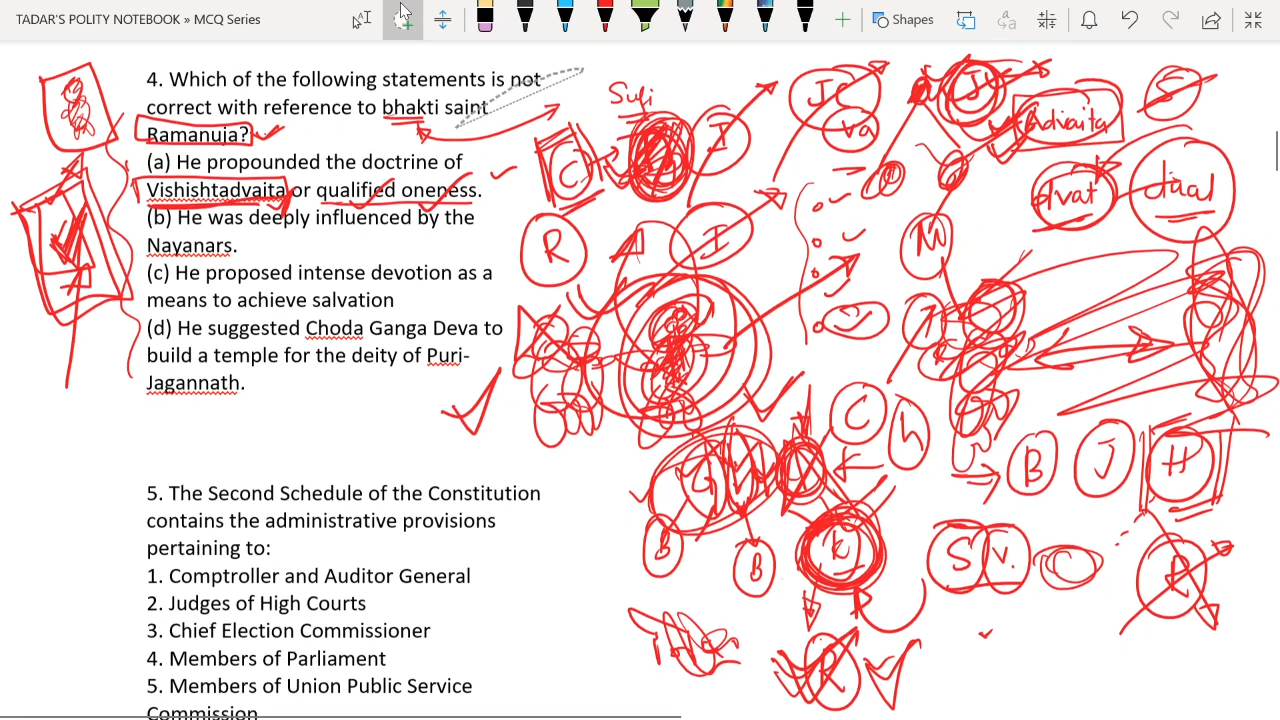 TADAR'S POLITY NOTEBOOK » MCQ Series
Shapes
4. Which of the following statements is not
correct with reference to bhakti saint
Ramanuja?
(a) He propounded the doctrine of
Vishishtadvaita or qualified oneness.
(b) He was deeply influenced by the
Nayanars.
(c) He proposed intense devotion as a
means to achieve salvation
(d) He suggested Choda Ganga Deva to
build a temple for the deity of Puri-
Jagannath.
5. The Second Schedule of the Constitution
contains the administrative provisions
pertaining to:
1. Comptroller and Auditor General
2. Judges of High Courts
3. Chief Election Commissioner
4. Members of Parliament
5. Members of Union Public Service
Commission
Sufi
Advaita
C
I
va
S
dvat
R
I
M
C
h
B
J
H
B
B
K
S
V.
R
R